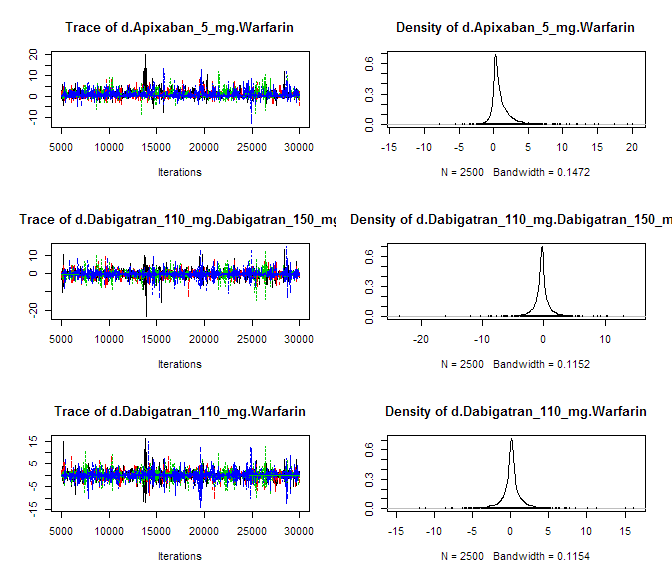 Trace of d.Apixaban_5_mg.Warfarin
20
10
0
-10
5000 10000 15000 20000 25000 30000
Iterations
Density of d.Apixaban_5_mg.Warfarin
0.6
0.3
0.0
-15 -10 -5 0 5 10 15 20
N = 2500 Bandwidth = 0.1472
Trace of d.Dabigatran_110_mg.Dabigatran_150_mg
10
0
-20
5000 10000 15000 20000 25000 30000
Iterations
Density of d.Dabigatran_110_mg.Dabigatran_150_m
0.6
0.3
0.0
-20 -10 0 10
N = 2500 Bandwidth = 0.1152
Trace of d.Dabigatran_110_mg.Warfarin
15
5
-5
-15
5000 10000 15000 20000 25000 30000
Iterations
Density of d.Dabigatran_110_mg.Warfarin
0.6
0.3
0.0
-15 -10 -5 0 5 10 15
N = 2500 Bandwidth = 0.1154